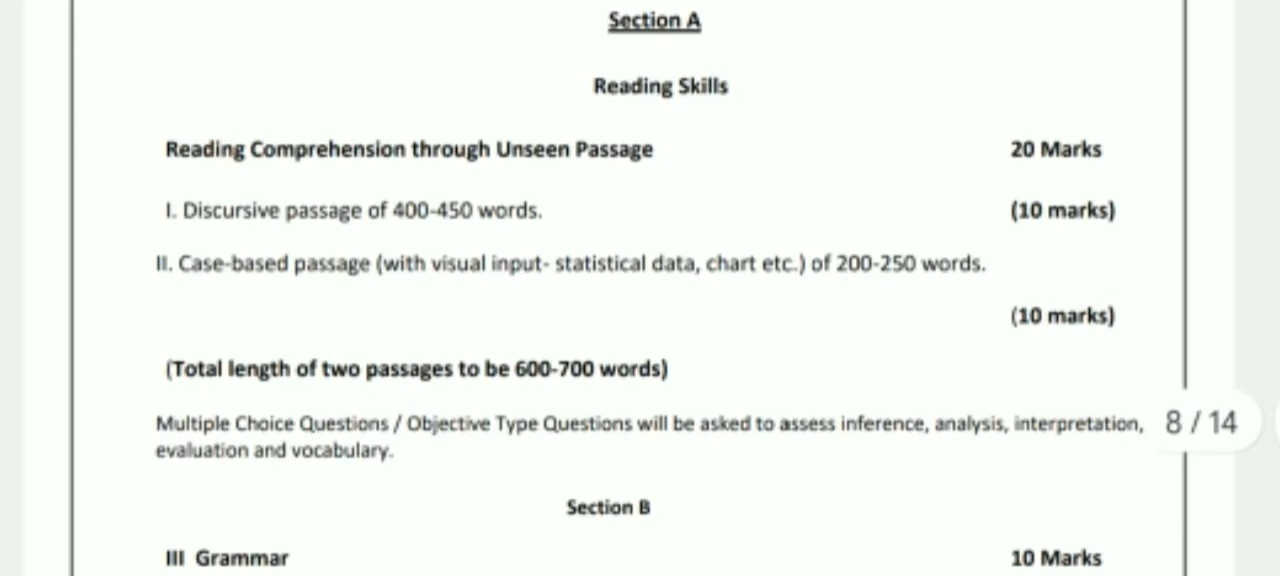 Section A
Reading Skills
Reading Comprehension through Unseen Passage 20 Marks
I. Discursive passage of 400-450 words. (10 marks)
II. Case-based passage (with visual input- statistical data, chart etc.) of 200-250 words.
(10 marks)
(Total length of two passages to be 600-700 words)
Multiple Choice Questions / Objective Type Questions will be asked to assess inference, analysis, interpretation,
evaluation and vocabulary.
8 / 14
Section B
III Grammar 10 Marks